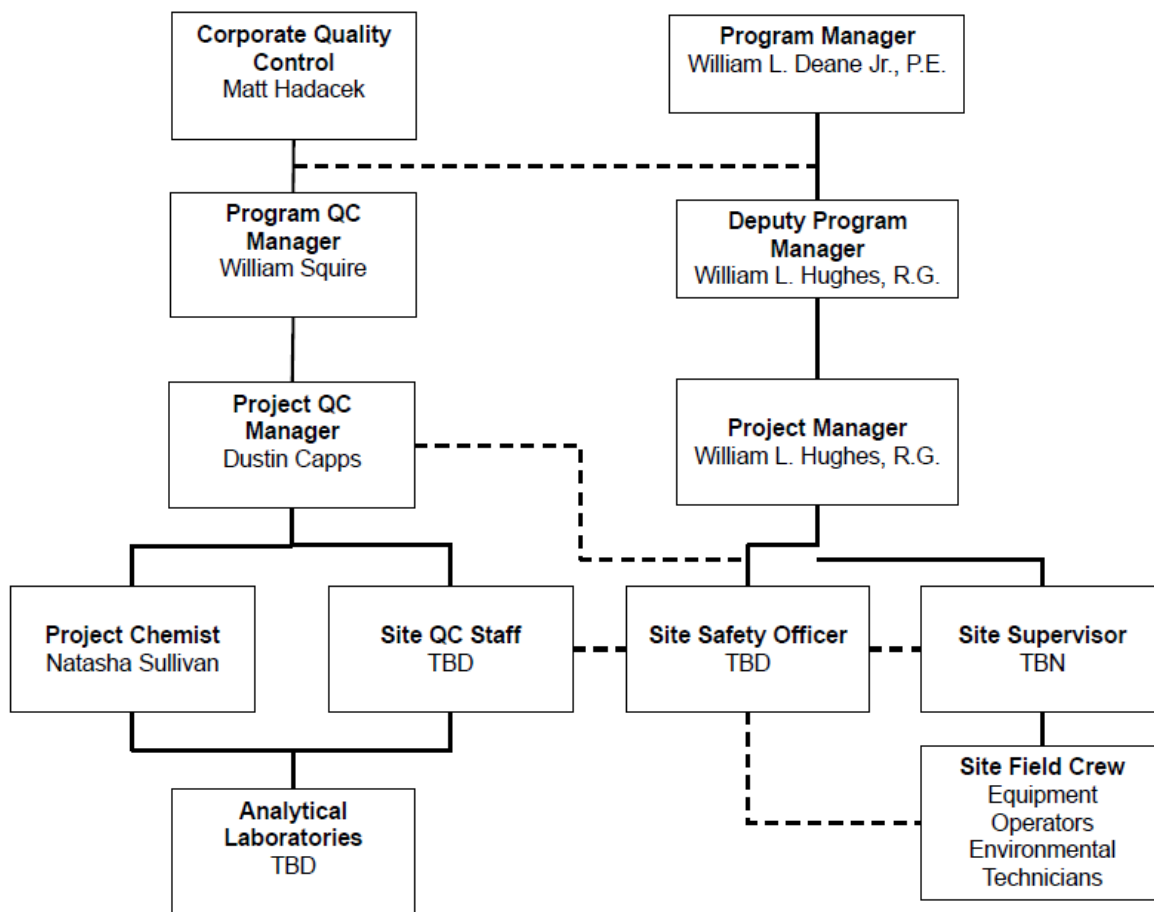 Corporate Quality
Control
Matt Hadacek
Program Manager
William L. Deane Jr., P.E.
Program QC
Manager
William Squire
Deputy Program
Manager
William L. Hughes, R.G.
Project QC
Manager
Dustin Capps
Project Manager
William L. Hughes, R.G.
Project Chemist
Natasha Sullivan
Site QC Staff
TBD
Site Safety Officer
TBD
Site Supervisor
TBN
Analytical
Laboratories
TBD
Site Field Crew
Equipment
Operators
Environmental
Technicians